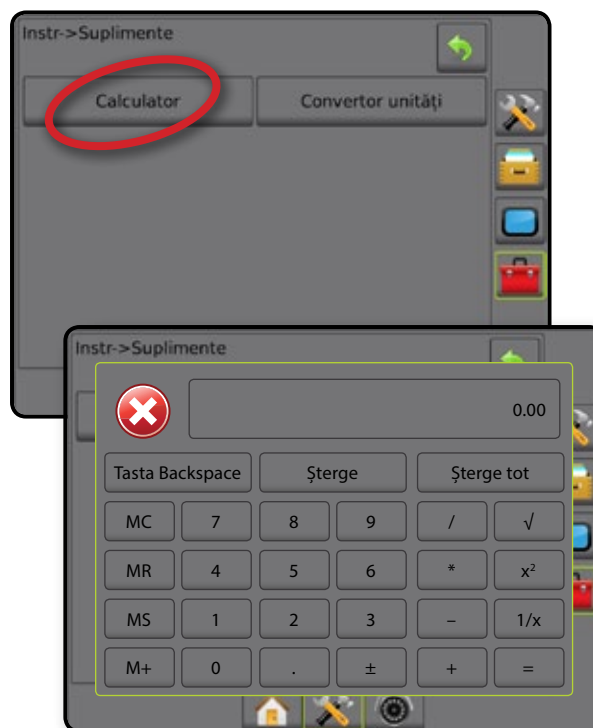 Instr->Suplimente
Calculator Convertor unități
Instr->Suplimente
0.00
Tasta Backspace Șterge Șterge tot
MC 7 8 9 / √
MR 4 5 6 * x²
MS 1 2 3 – 1/x
M+ 0 . ± + =